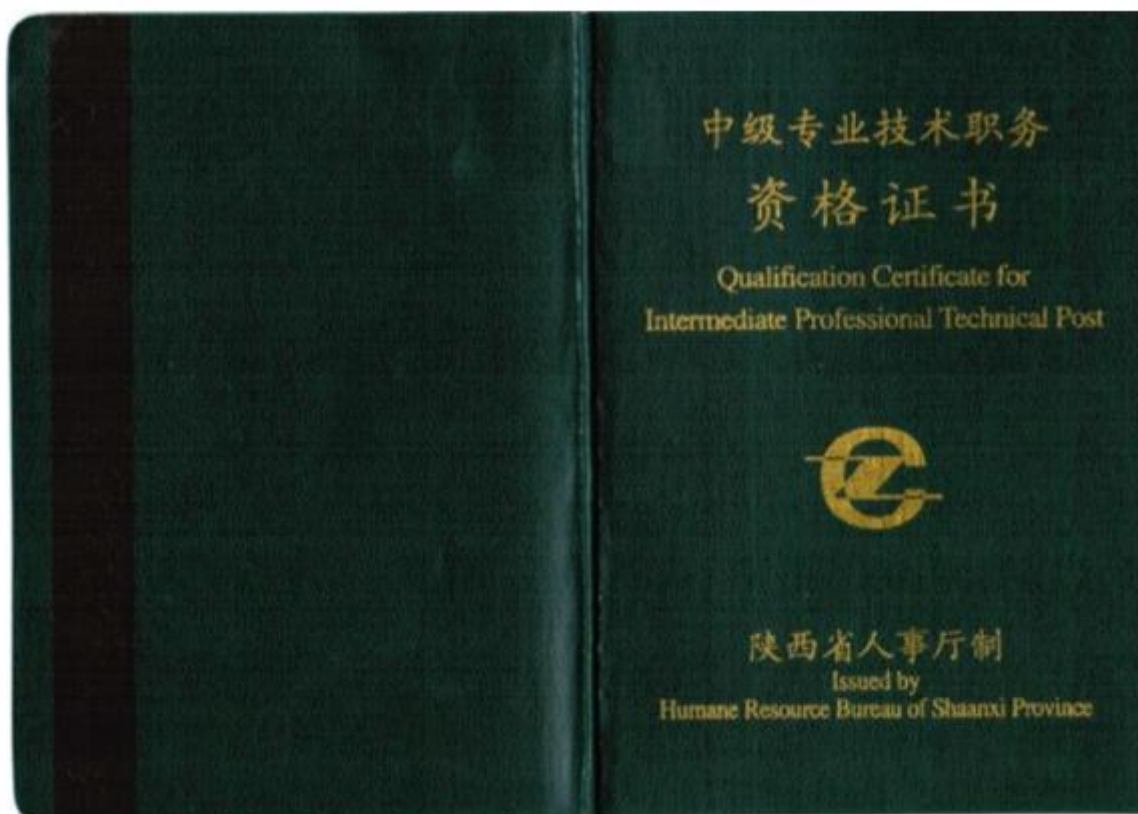 中级专业技术职务
资格证书
Qualification Certificate for
Intermediate Professional Technical Post
陕西省人事厅制
Issued by
Humane Resource Bureau of Shaanxi Province